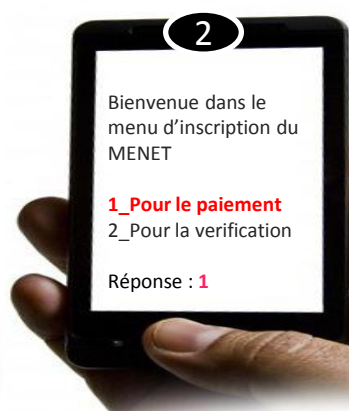 2
Bienvenue dans le
menu d'inscription du
MENET
1_Pour le paiement
2_Pour la verification
Réponse : 1